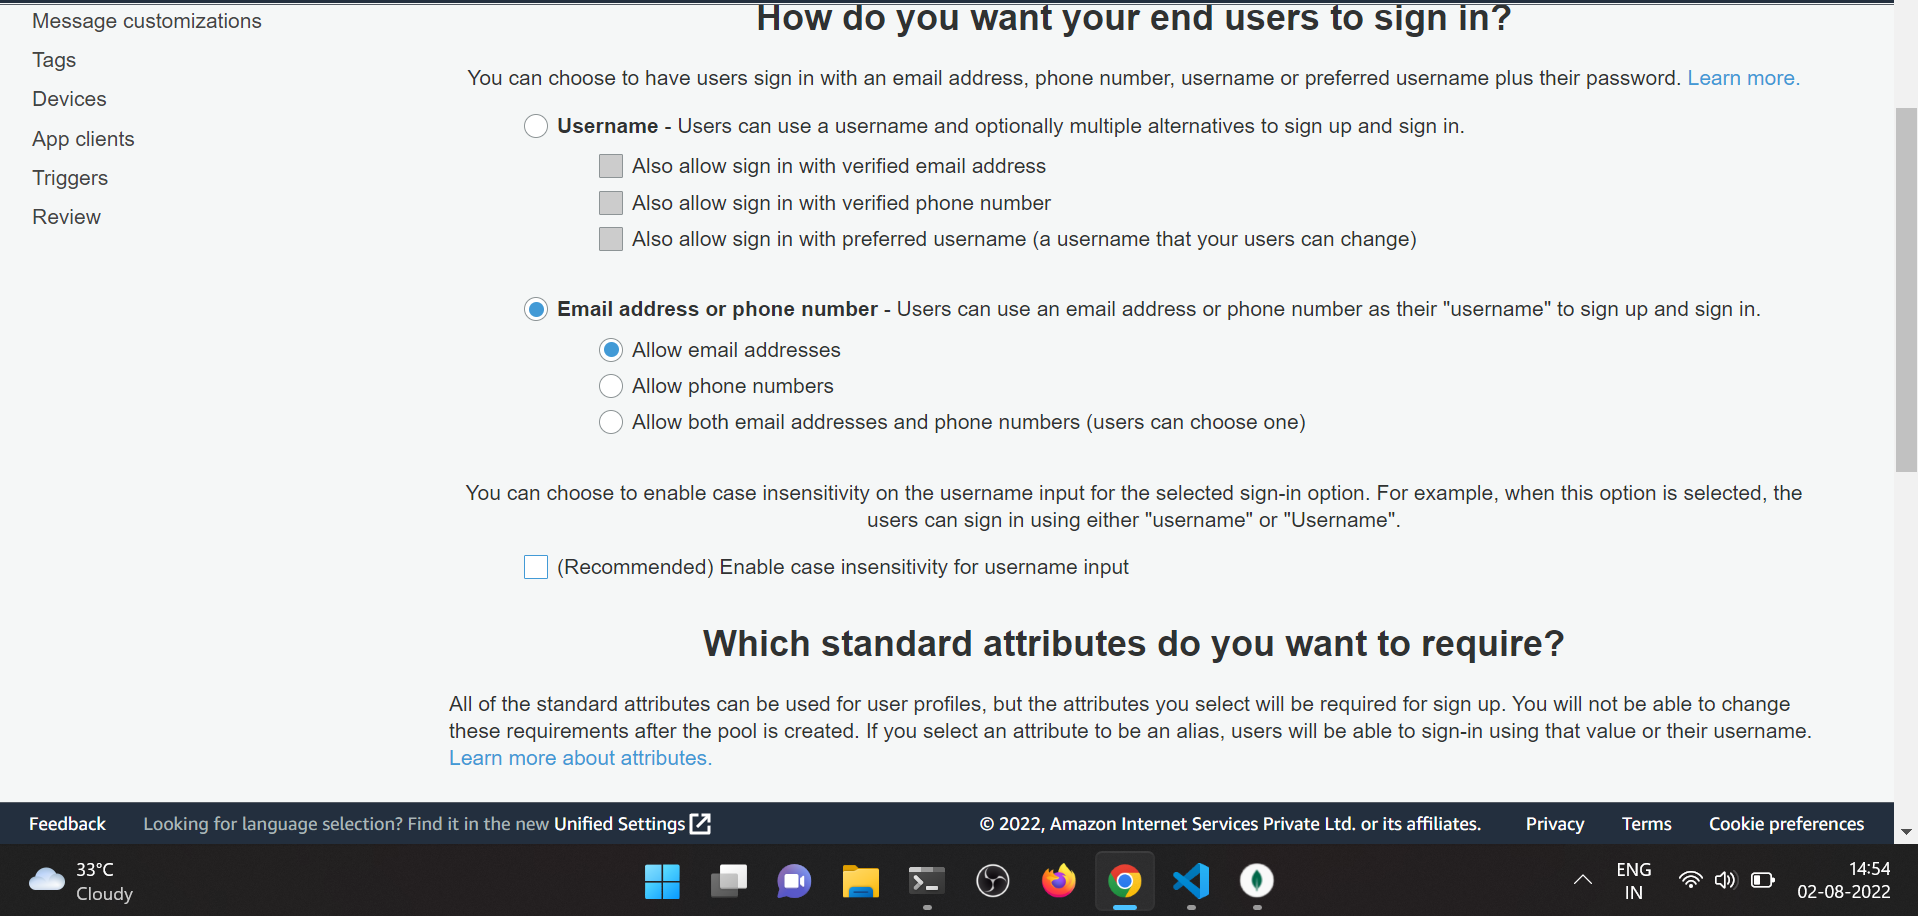 Message customizations
Tags
Devices
App clients
Triggers
Review
How do you want your end users to sign in?
You can choose to have users sign in with an email address, phone number, username or preferred username plus their password. Learn more.
Username - Users can use a username and optionally multiple alternatives to sign up and sign in.
Also allow sign in with verified email address
Also allow sign in with verified phone number
Also allow sign in with preferred username (a username that your users can change)
Email address or phone number - Users can use an email address or phone number as their "username" to sign up and sign in.
Allow email addresses
Allow phone numbers
Allow both email addresses and phone numbers (users can choose one)
You can choose to enable case insensitivity on the username input for the selected sign-in option. For example, when this option is selected, the
users can sign in using either "username" or "Username".
(Recommended) Enable case insensitivity for username input
Which standard attributes do you want to require?
All of the standard attributes can be used for user profiles, but the attributes you select will be required for sign up. You will not be able to change
these requirements after the pool is created. If you select an attribute to be an alias, users will be able to sign-in using that value or their username.
Learn more about attributes.
Feedback Looking for language selection? Find it in the new Unified Settings © 2022, Amazon Internet Services Private Ltd. or its affiliates. Privacy Terms Cookie preferences
33°C
Cloudy
ENG
IN
14:54
02-08-2022